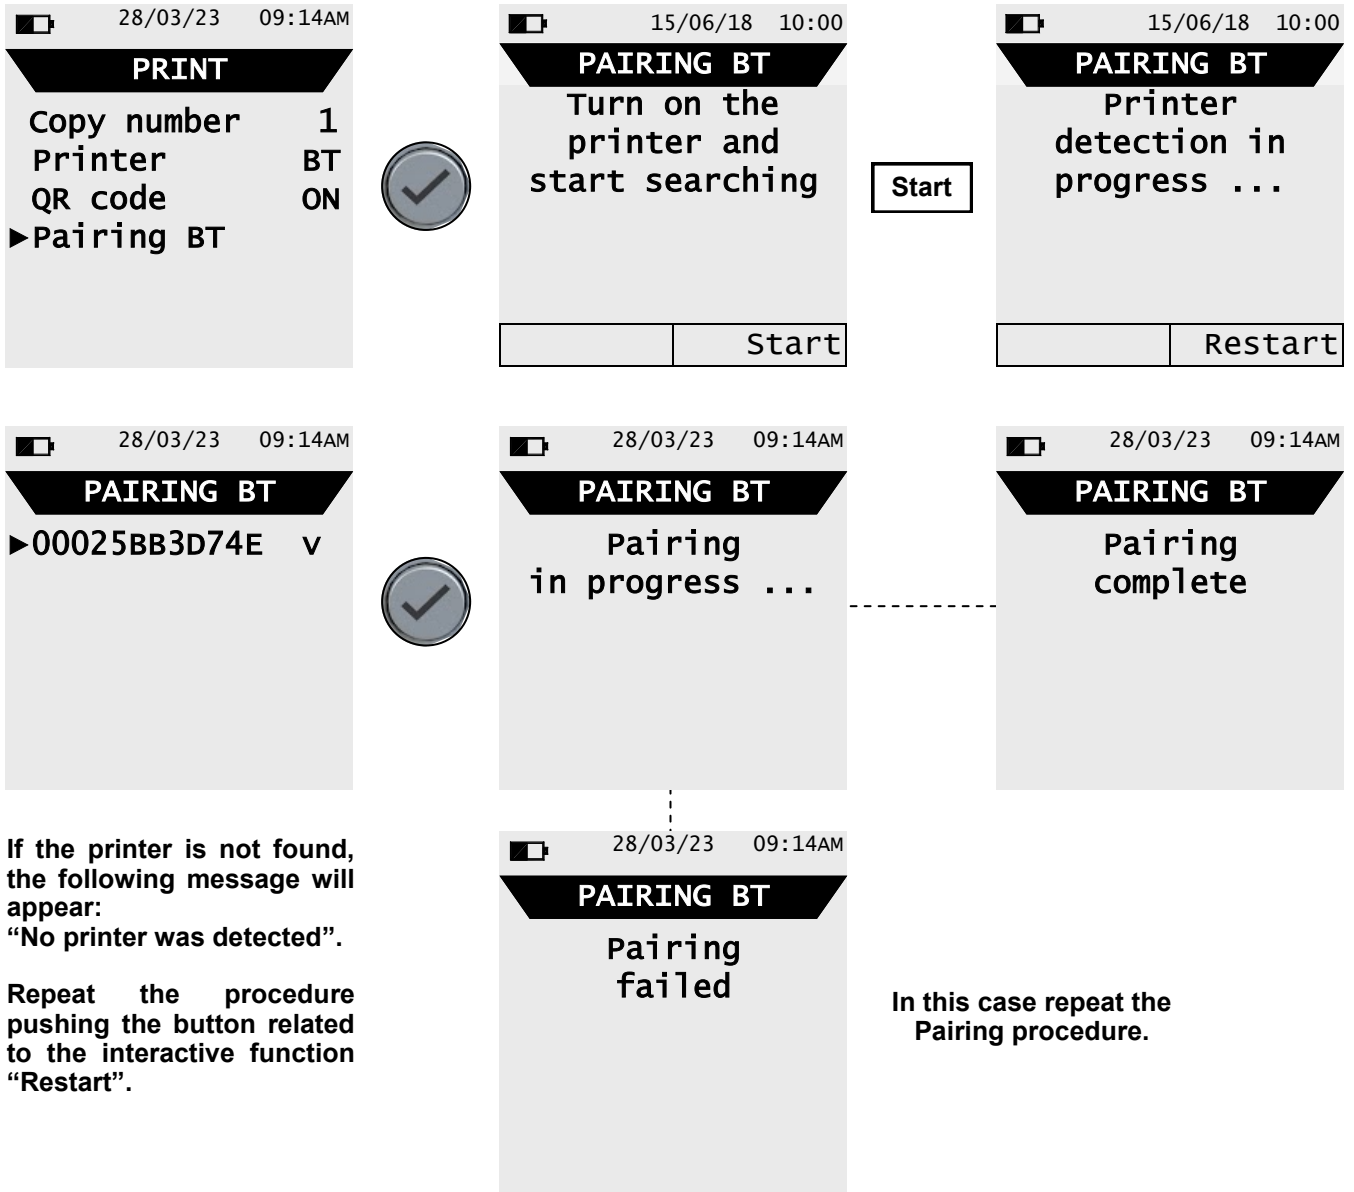 28/03/23 09:14AM
PRINT
Copy number 1
Printer BT
QR code ON
►Pairing BT
15/06/18 10:00
PAIRING BT
Turn on the
printer and
start searching
Start
Start
15/06/18 10:00
PAIRING BT
Printer
detection in
progress ...
Restart
28/03/23 09:14AM
PAIRING BT
►00025BB3D74E V
28/03/23 09:14AM
PAIRING BT
Pairing
in progress ...
28/03/23 09:14AM
PAIRING BT
Pairing
complete
If the printer is not found,
the following message will
appear:
“No printer was detected”.
Repeat the procedure
pushing the button related
to the interactive function
“Restart”.
28/03/23 09:14AM
PAIRING BT
Pairing
failed
In this case repeat the
Pairing procedure.